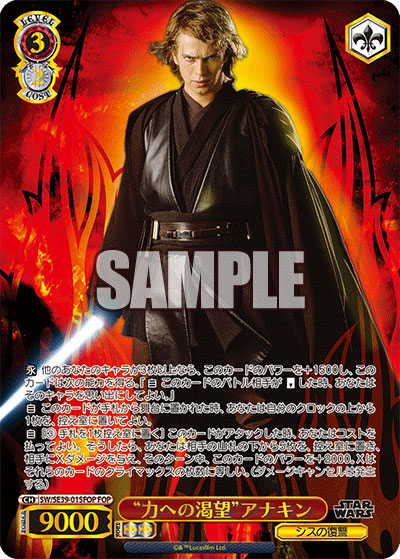 LEVEL
3
2
COST
SAMPLE
永 他のあなたのキャラが3枚以上なら、このカードのパワーを+1500し、この
カードは次の能力を得る。『自 このカードのバトル相手が した時、あなたは
そのキャラを思い出にしてよい。』
自 このカードが手札から舞台に置かれた時、あなたは自分のクロックの上から
1枚を、控え室に置いてよい。
自 [(3) 手札を1枚控え室に置く] このカードがアタックした時、あなたはコストを
払ってよい。そうしたら、あなたは相手の山札の下から5枚を、控え室に置き、
相手にXダメージを与え、そのターン中、このカードのパワーを+2000。Xは
それらのカードのクライマックスの枚数に等しい。(ダメージキャンセルは発生
する)
CH SW/SE39-015FOP FOP
“力への渇望”アナキン
STAR WARS
9000
シスの復讐
©&™Lucasfilm Ltd.